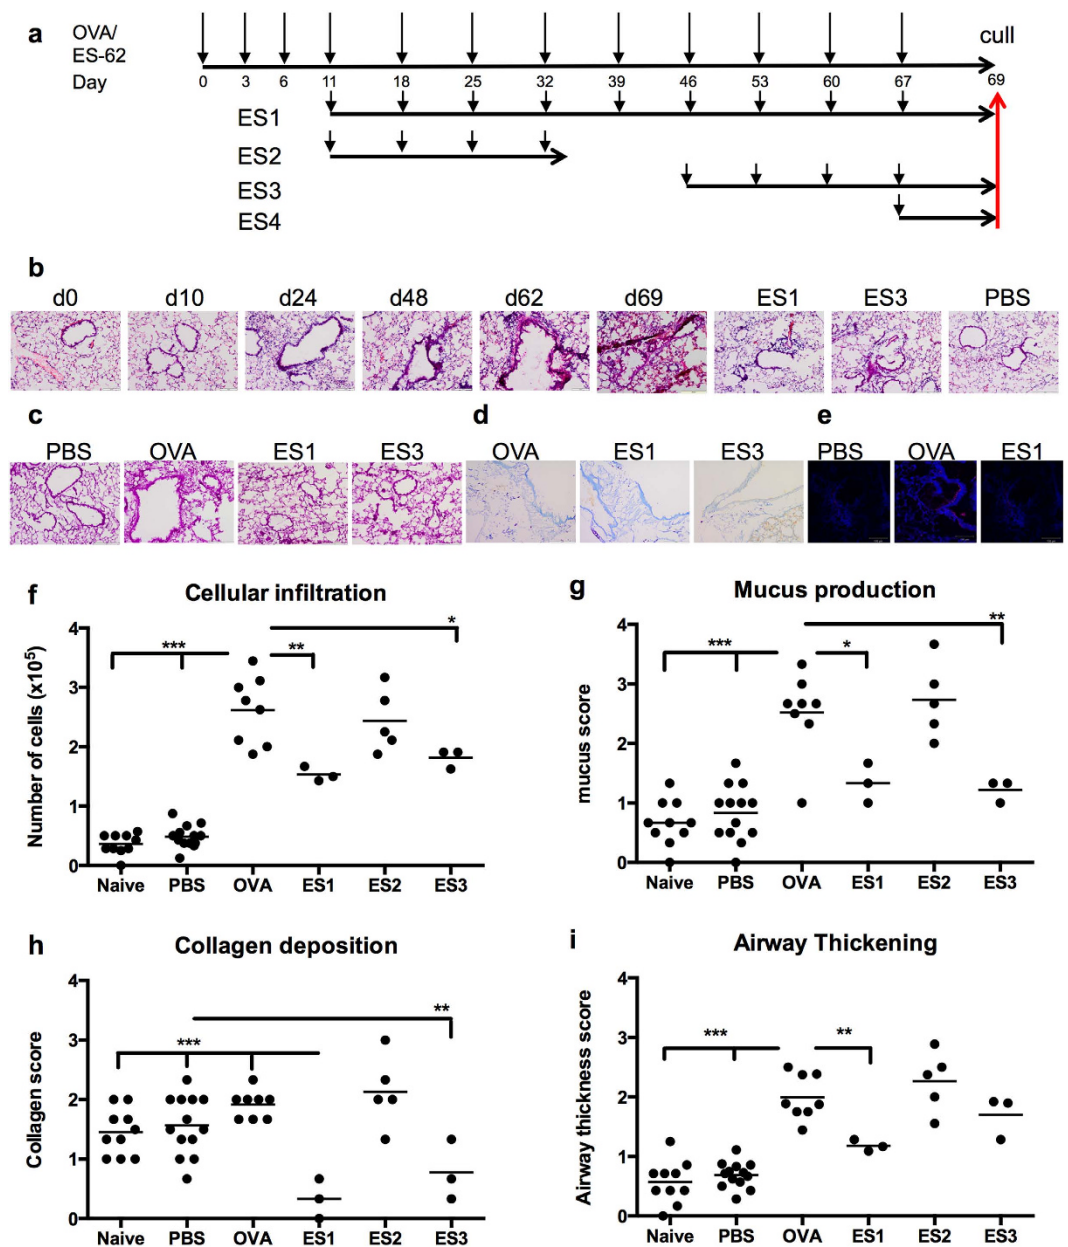 a
OVA/
ES-62
cull
Day
0 3 6 11 18 25 32 39 46 53 60 67 69
ES1
ES2
ES3
ES4
b
d0 d10 d24 d48 d62 d69 ES1 ES3 PBS
c d e
PBS OVA ES1 ES3 OVA ES1 ES3 PBS OVA ES1
f
Cellular infiltration
Number of cells (x10⁵)
4
3
2
1
0
***
**
*
Naive PBS OVA ES1 ES2 ES3
g
Mucus production
mucus score
4
3
2
1
0
***
*
**
Naive PBS OVA ES1 ES2 ES3
h
Collagen deposition
Collagen score
4
3
2
1
0
***
**
Naive PBS OVA ES1 ES2 ES3
i
Airway Thickening
Airway thickness score
4
3
2
1
0
***
**
Naive PBS OVA ES1 ES2 ES3